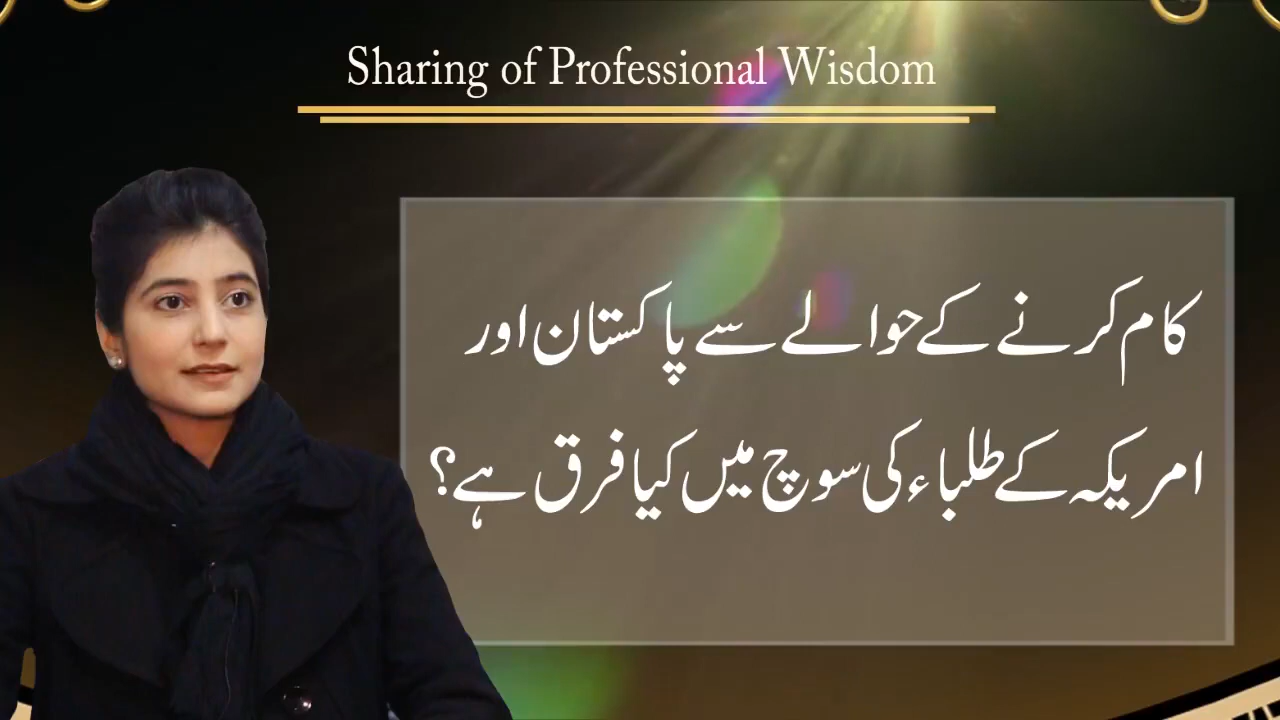 Sharing of Professional Wisdom
کام کرنے کے حوالے سے پاکستان اور
امریکہ کے طلباء کی سوچ میں کیا فرق ہے؟